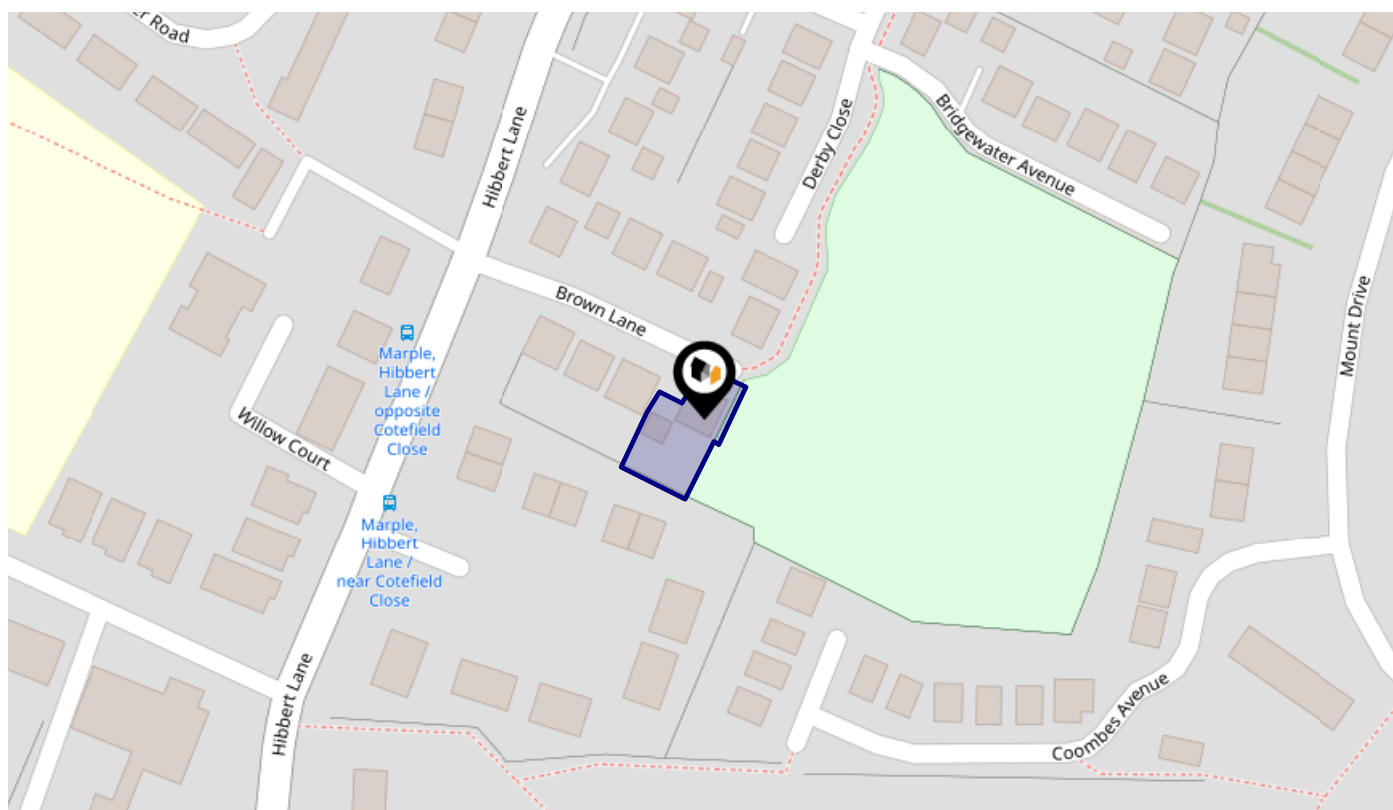 Road
Hibbert Lane
Derby Close
Bridgewater Avenue
Brown Lane
Mount Drive
Marple,
Hibbert
Lane /
opposite
Cotefield
Close
Willow Court
Marple,
Hibbert
Lane /
near Cotefield
Close
Hibbert Lane
Coombes Avenue